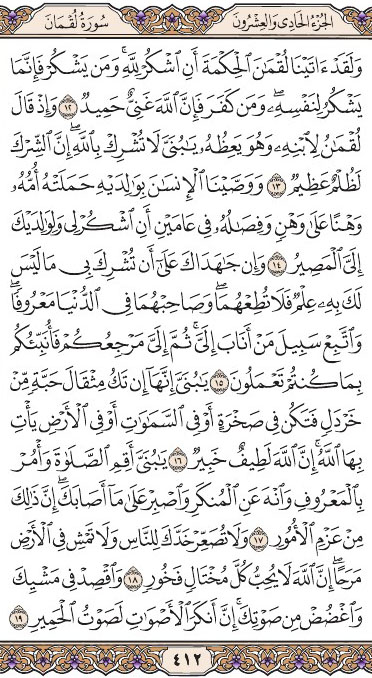 الجزء الحادي والعشرون سورة لقمان
وَلَقَدۡ ءَاتَيۡنَا لُقۡمَٰنَ ٱلۡحِكۡمَةَ أَنِ ٱشۡكُرۡ لِلَّهِۚ وَمَن يَشۡكُرۡ فَإِنَّمَا
يَشۡكُرُ لِنَفۡسِهِۦۖ وَمَن كَفَرَ فَإِنَّ ٱللَّهَ غَنِيٌّ حَمِيدٞ ١٢ وَإِذۡ قَالَ
لُقۡمَٰنُ لِٱبۡنِهِۦ وَهُوَ يَعِظُهُۥ يَٰبُنَيَّ لَا تُشۡرِكۡ بِٱللَّهِۖ إِنَّ ٱلشِّرۡكَ
لَظُلۡمٌ عَظِيمٞ ١٣ وَوَصَّيۡنَا ٱلۡإِنسَٰنَ بِوَٰلِدَيۡهِ حَمَلَتۡهُ أُمُّهُۥ
وَهۡنًا عَلَىٰ وَهۡنٖ وَفِصَٰلُهُۥ فِي عَامَيۡنِ أَنِ ٱشۡكُرۡ لِي وَلِوَٰلِدَيۡكَ
إِلَيَّ ٱلۡمَصِيرُ ١٤ وَإِن جَٰهَدَاكَ عَلَىٰٓ أَن تُشۡرِكَ بِي مَا لَيۡسَ
لَكَ بِهِۦ عِلۡمٞ فَلَا تُطِعۡهُمَاۖ وَصَاحِبۡهُمَا فِي ٱلدُّنۡيَا مَعۡرُوفٗاۖ
وَٱتَّبِعۡ سَبِيلَ مَنۡ أَنَابَ إِلَيَّۚ ثُمَّ إِلَيَّ مَرۡجِعُكُمۡ فَأُنَبِّئُكُم
بِمَا كُنتُمۡ تَعۡمَلُونَ ١٥ يَٰبُنَيَّ إِنَّهَآ إِن تَكُ مِثۡقَالَ حَبَّةٖ مِّنۡ
خَرۡدَلٖ فَتَكُن فِي صَخۡرَةٍ أَوۡ فِي ٱلسَّمَٰوَٰتِ أَوۡ فِي ٱلۡأَرۡضِ يَأۡتِ
بِهَا ٱللَّهُۚ إِنَّ ٱللَّهَ لَطِيفٌ خَبِيرٞ ١٦ يَٰبُنَيَّ أَقِمِ ٱلصَّلَوٰةَ وَأۡمُرۡ
بِٱلۡمَعۡرُوفِ وَٱنۡهَ عَنِ ٱلۡمُنكَرِ وَٱصۡبِرۡ عَلَىٰ مَآ أَصَابَكَۖ إِنَّ ذَٰلِكَ
مِنۡ عَزۡمِ ٱلۡأُمُورِ ١٧ وَلَا تُصَعِّرۡ خَدَّكَ لِلنَّاسِ وَلَا تَمۡشِ فِي ٱلۡأَرۡضِ
مَرَحًاۖ إِنَّ ٱللَّهَ لَا يُحِبُّ كُلَّ مُخۡتَالٖ فَخُورٖ ١٨ وَٱقۡصِدۡ فِي مَشۡيِكَ
وَٱغۡضُضۡ مِن صَوۡتِكَۚ إِنَّ أَنكَرَ ٱلۡأَصۡوَٰتِ لَصَوۡتُ ٱلۡحَمِيرِ ١٩
٤١٢